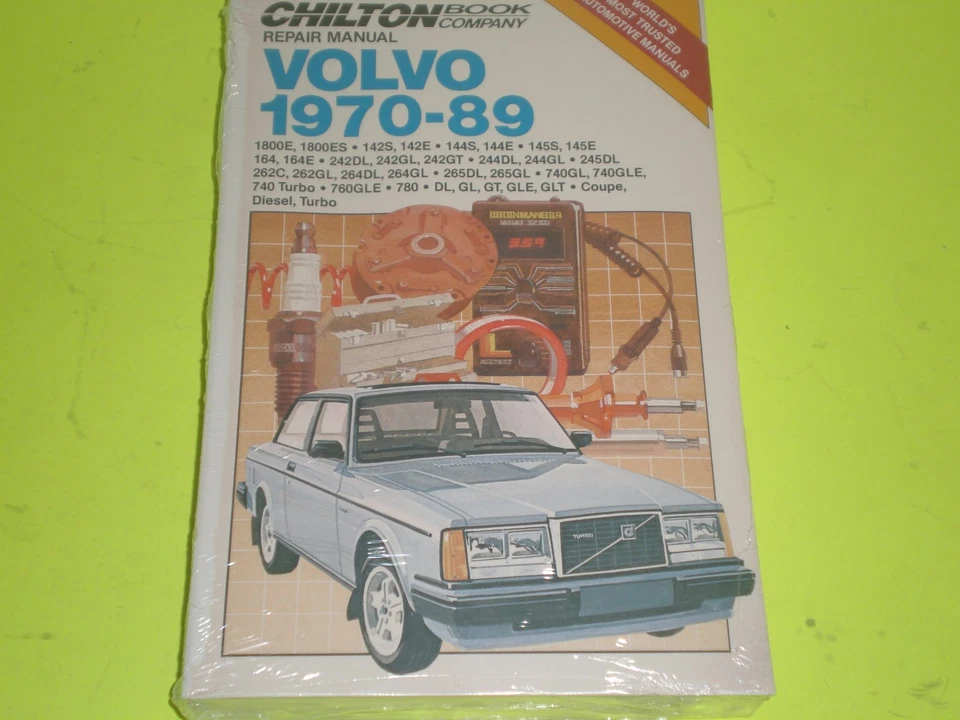 CHILTON BOOK COMPANY
REPAIR MANUAL
WORLD'S
MOST TRUSTED
AUTOMOTIVE MANUALS
VOLVO
1970-89
1800E, 1800ES • 142S, 142E • 144S, 144E • 145S, 145E
164, 164E • 242DL, 242GL, 242GT • 244DL, 244GL • 245DL
262C, 262GL, 264DL, 264GL • 265DL, 265GL • 740GL, 740GLE,
740 Turbo • 760GLE • 780 • DL, GL, GT, GLE, GLT • Coupe,
Diesel, Turbo
TURBO